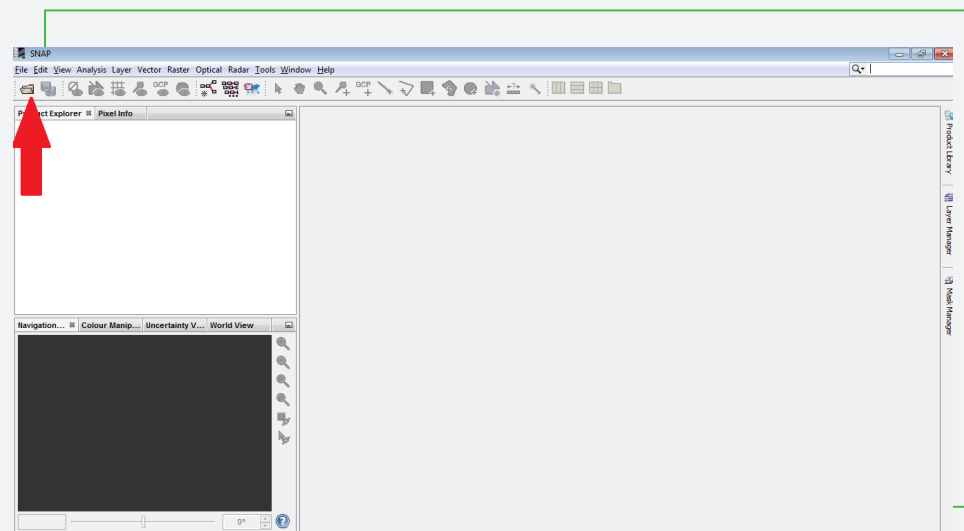 SNAP
File Edit View Analysis Layer Vector Raster Optical Radar Tools Window Help
GCP GCP
Explorer Pixel Info
Product Library
Layer Manager
Mask Manager
Navigation... Colour Manip... Uncertainty V... World View
0°